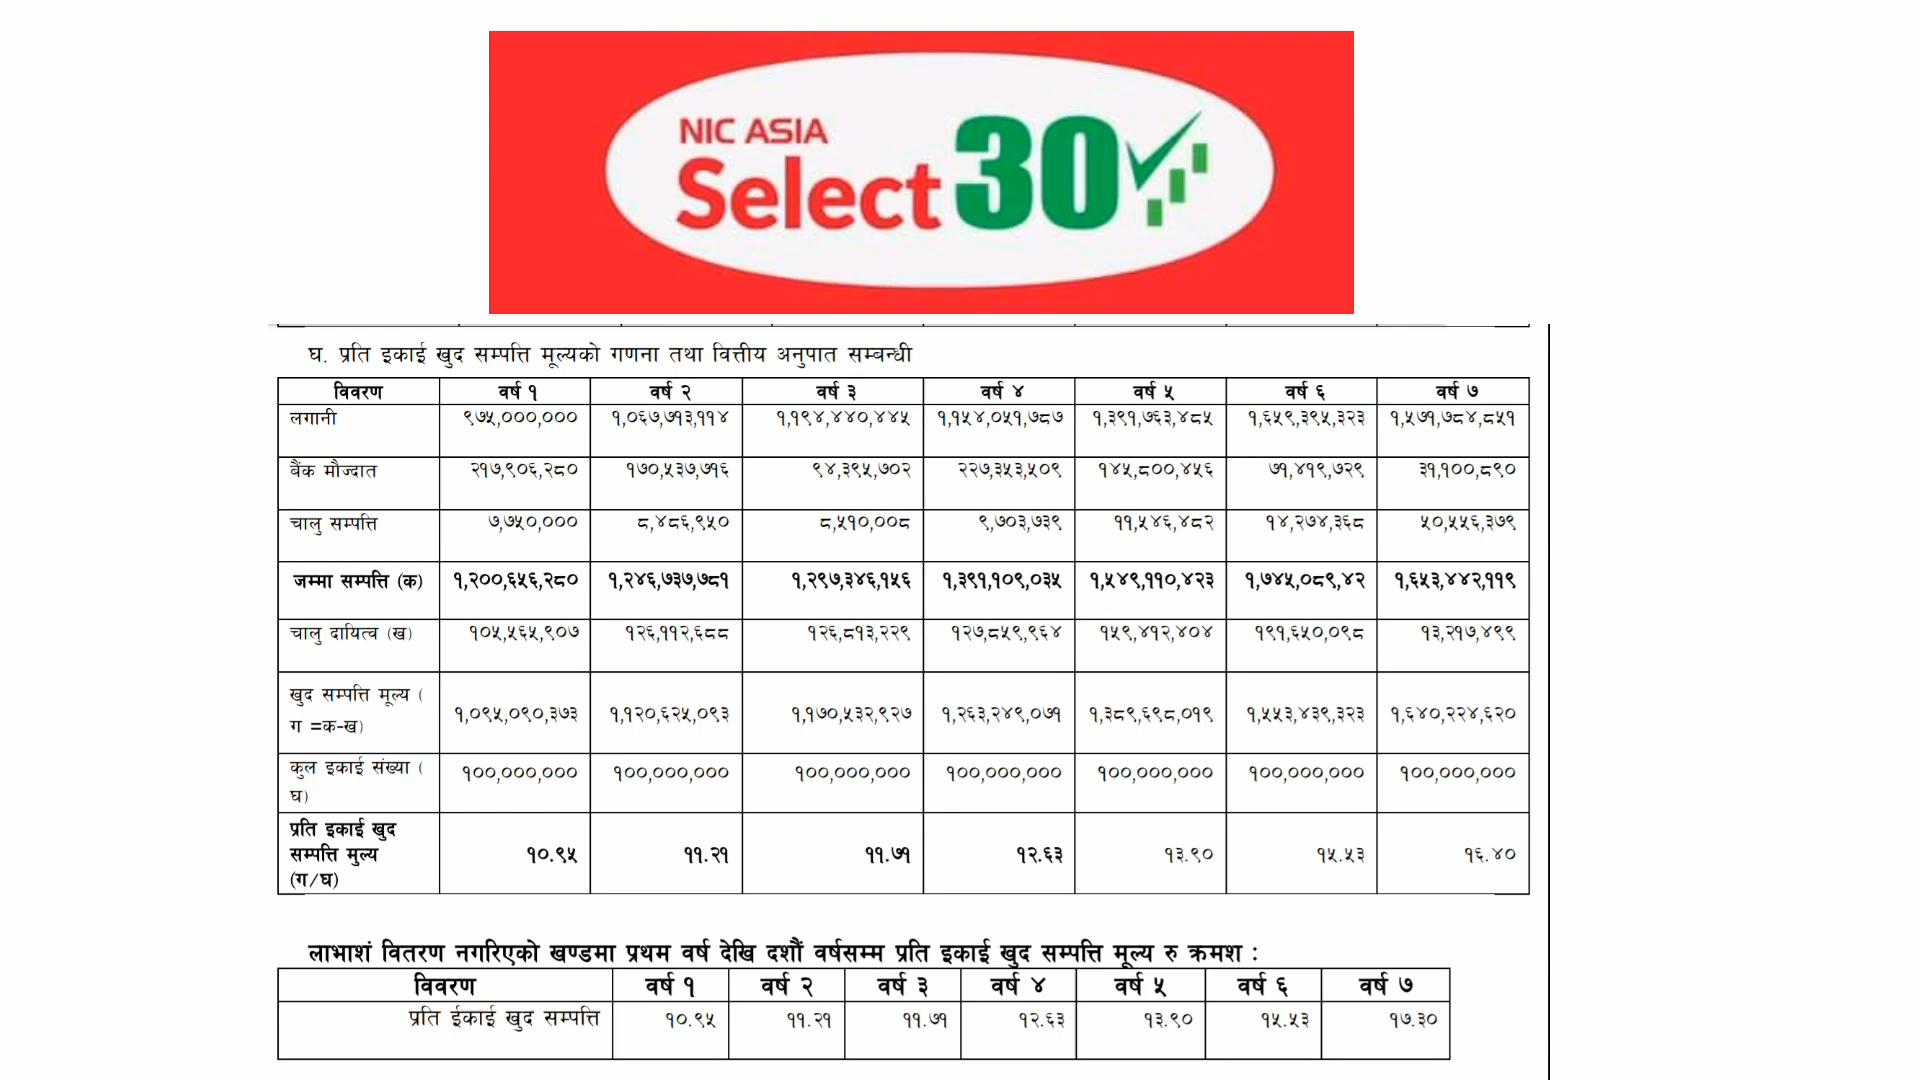 NIC ASIA
Select 30
घ. प्रति इकाई खुद सम्पत्ति मूल्यको गणना तथा वित्तीय अनुपात सम्बन्धी
विवरण वर्ष १ वर्ष २ वर्ष ३ वर्ष ४ वर्ष ५ वर्ष ६ वर्ष ७
लगानी ९७५,०००,००० १,०६७,७१३,११४ १,१९४,४४०,४४५ १,१५४,०५१,७८७ १,३९१,७६३,४८५ १,६५९,३९५,३२३ १,५७१,७८४,८५१
बैंक मौज्दात २१७,९०६,२८० १७०,५३७,७१६ ९४,३९५,७०२ २२७,३५३,५०९ १४५,८००,४५६ ७१,४१९,७२९ ३१,१००,८९०
चालु सम्पत्ति ७,७५०,००० ८,४८६,९५० ८,५१०,००८ ९,७०३,७३९ ११,५४६,४८२ १४,२७४,३६८ ५०,५५६,३७९
जम्मा सम्पत्ति (क) १,२००,६५६,२८० १,२४६,७३७,७८१ १,२९७,३४६,१५६ १,३९१,१०९,०३५ १,५४९,११०,४२३ १,७४५,०८९,४२ १,६५३,४४२,११९
चालु दायित्व (ख) १०५,५६५,९०७ १२६,११२,६८८ १२६,८१३,२२९ १२७,८५९,९६४ १५९,४१२,४०४ १९१,६५०,०९८ १३,२१७,४९९
खुद सम्पत्ति मूल्य (
ग =क-ख) १,०९५,०९०,३७३ १,१२०,६२५,०९३ १,१७०,५३२,९२७ १,२६३,२४९,०७१ १,३८९,६९८,०१९ १,५५३,४३९,३२३ १,६४०,२२४,६२०
कुल इकाई संख्या (
घ) १००,०००,००० १००,०००,००० १००,०००,००० १००,०००,००० १००,०००,००० १००,०००,००० १००,०००,०००
प्रति इकाई खुद
सम्पत्ति मुल्य १०.९५ ११.२१ ११.७१ १२.६३ १३.९० १५.५३ १६.४०
(ग/घ)
लाभाशं वितरण नगरिएको खण्डमा प्रथम वर्ष देखि दशौं वर्षसम्म प्रति इकाई खुद सम्पत्ति मूल्य रु क्रमश :
विवरण वर्ष १ वर्ष २ वर्ष ३ वर्ष ४ वर्ष ५ वर्ष ६ वर्ष ७
प्रति ईकाई खुद सम्पत्ति १०.९५ ११.२१ ११.७१ १२.६३ १३.९० १५.५३ १७.३०